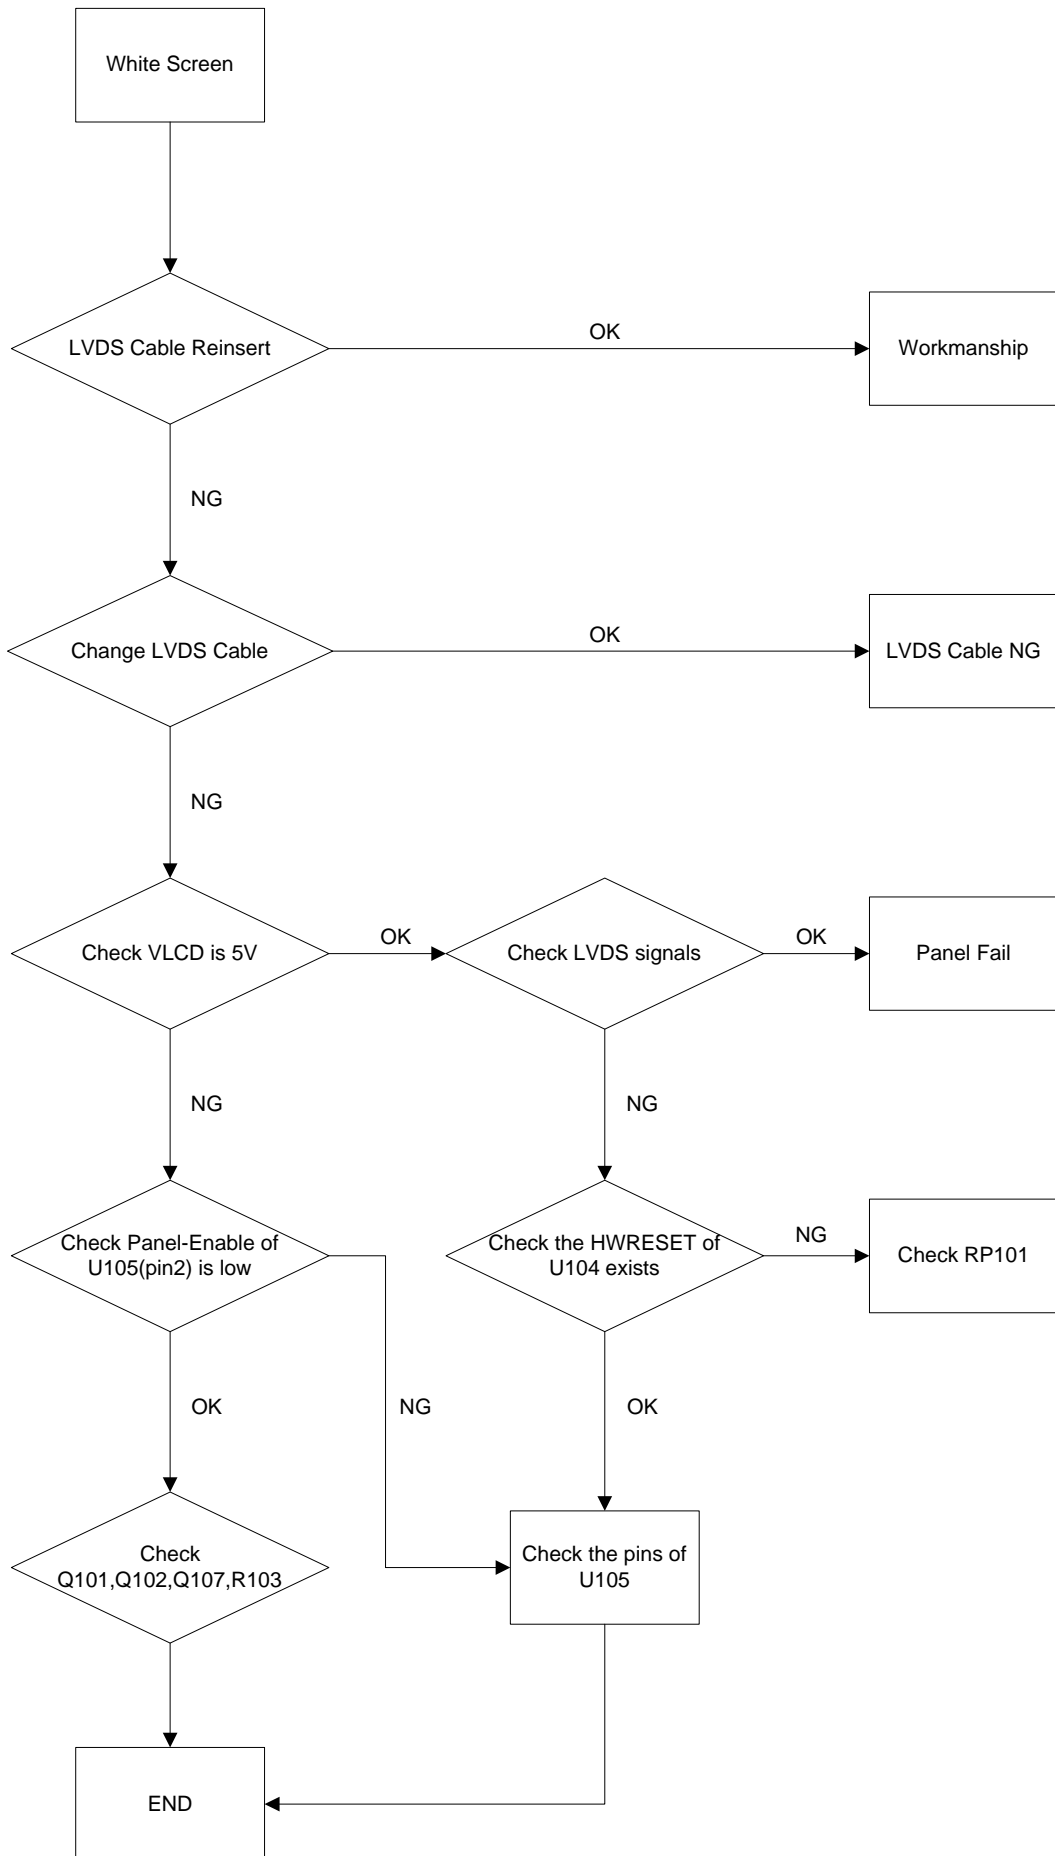 White Screen
LVDS Cable Reinsert
OK
Workmanship
NG
Change LVDS Cable
OK
LVDS Cable NG
NG
Check VLCD is 5V
OK
Check LVDS signals
OK
Panel Fail
NG
NG
Check Panel-Enable of
U105(pin2) is low
Check the HWRESET of
U104 exists
NG
Check RP101
OK
NG
OK
Check
Q101,Q102,Q107,R103
Check the pins of
U105
END